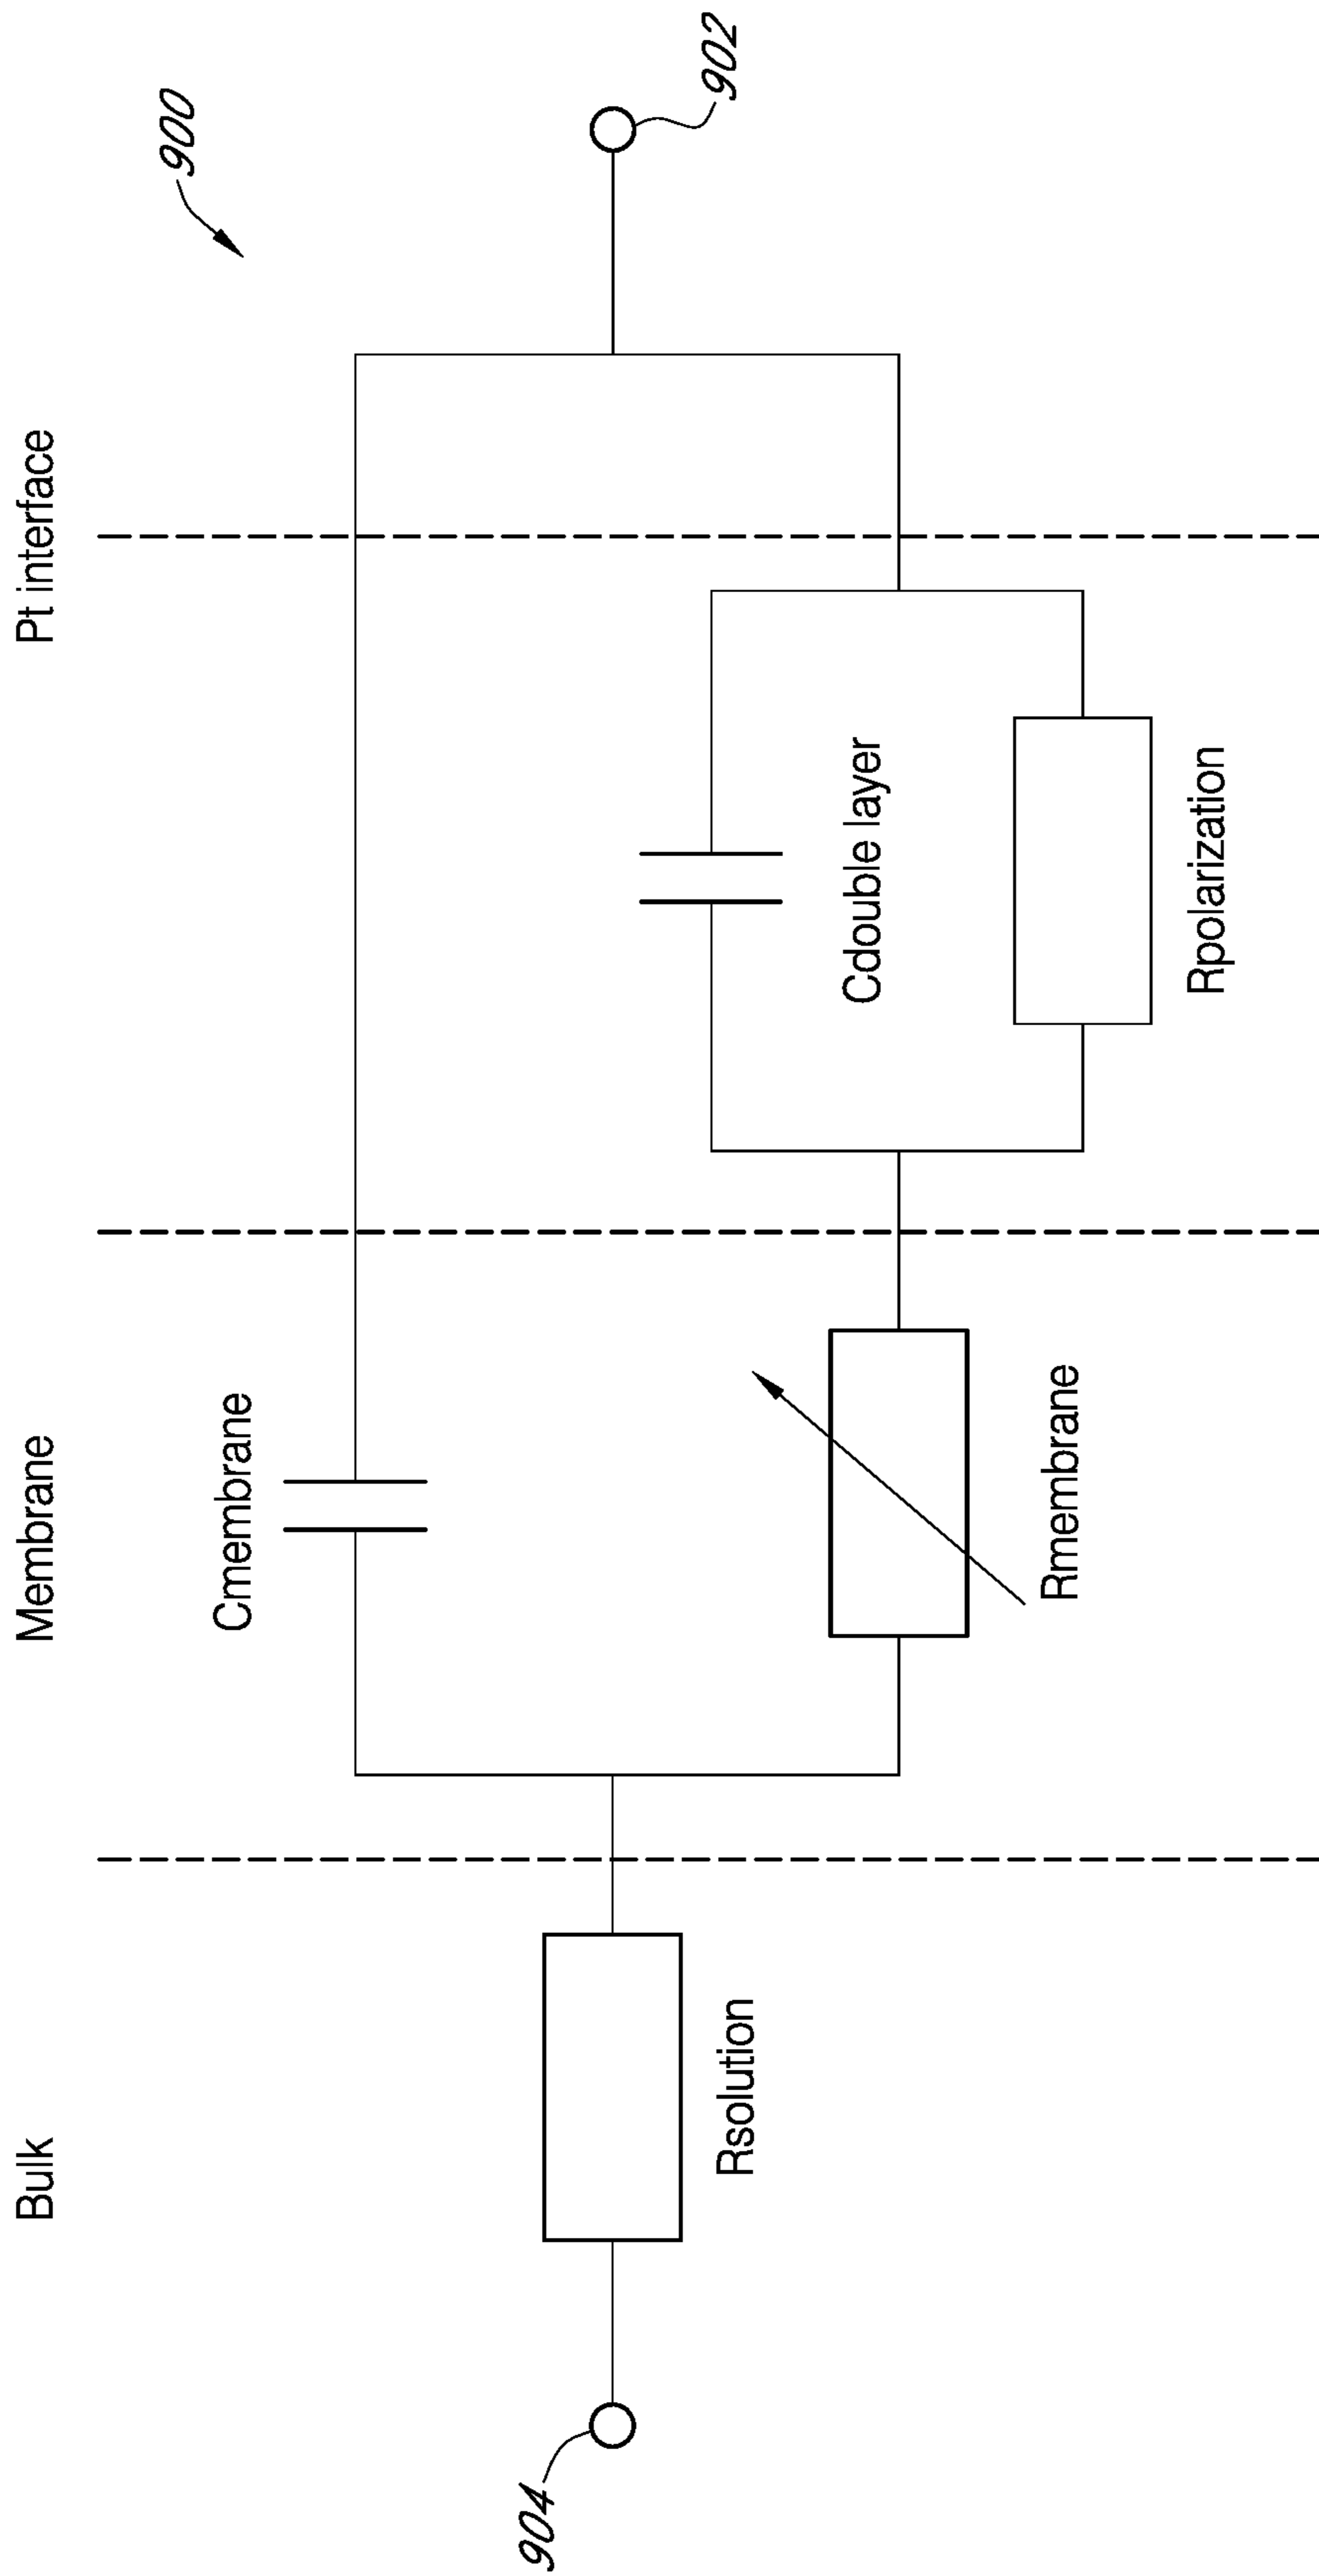 Bulk
Membrane
Pt interface
900
Cmembrane
904
902
Rsolution
Cdouble layer
Rmembrane
Rpolarization